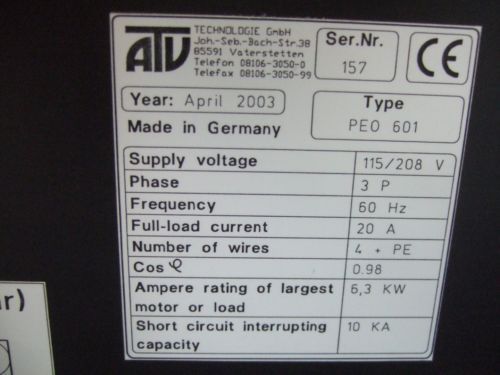 ATV
TECHNOLOGIE GmbH
Joh.-Seb.-Bach-Str.38
85591 Vaterstetten
Telefon 08106-3050-0
Telefax 08106-3050-99
Ser.Nr.
157
CE
Year: April 2003
Made in Germany
Type
PEO 601
Supply voltage 115/208 V
Phase 3 P
Frequency 60 Hz
Full-load current 20 A
Number of wires 4 + PE
Cos φ 0.98
Ampere rating of largest 6,3 KW
motor or load
Short circuit interrupting 10 KA
capacity
r)